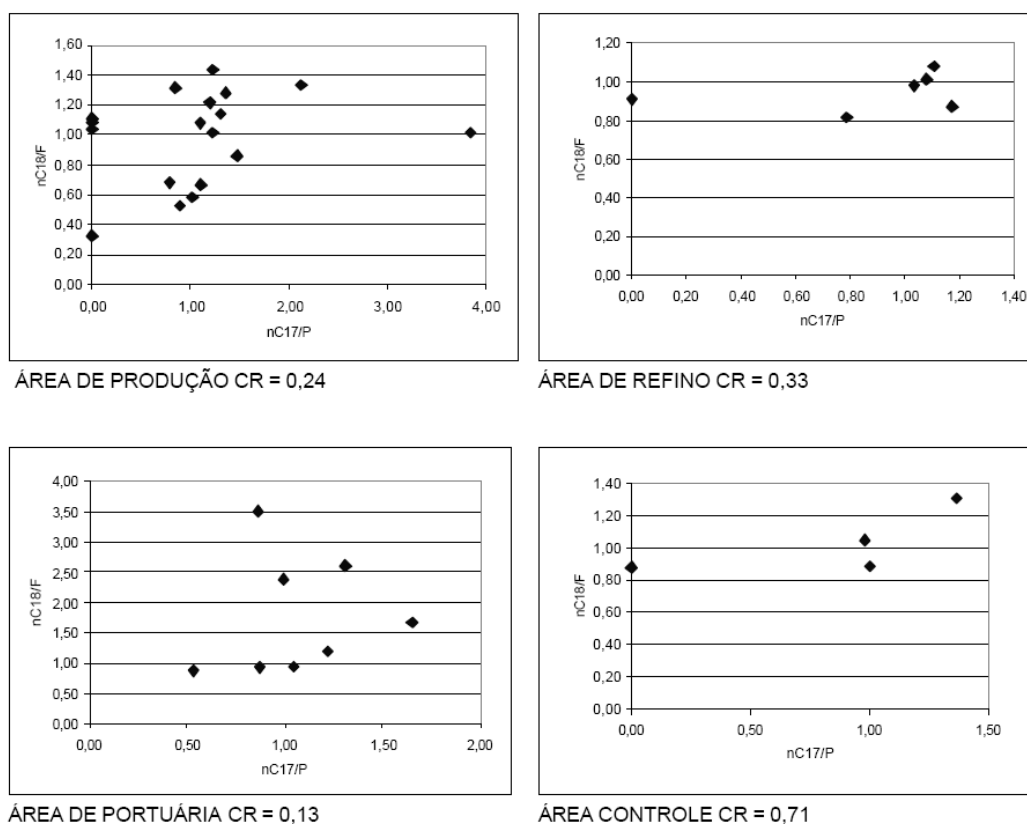 1,60
1,40
1,20
1,00
0,80
0,60
0,40
0,20
0,00
nC18/F
0,00 1,00 2,00 3,00 4,00
nC17/P
ÁREA DE PRODUÇÃO CR = 0,24
1,20
1,00
0,80
0,60
0,40
0,20
0,00
nC18/F
0,00 0,20 0,40 0,60 0,80 1,00 1,20 1,40
nC17/P
ÁREA DE REFINO CR = 0,33
4,00
3,50
3,00
2,50
2,00
1,50
1,00
0,50
0,00
nC18/F
0,00 0,50 1,00 1,50 2,00
nC17/P
ÁREA DE PORTUÁRIA CR = 0,13
1,40
1,20
1,00
0,80
0,60
0,40
0,20
0,00
nC18/F
0,00 0,50 1,00 1,50
nC17/P
ÁREA CONTROLE CR = 0,71